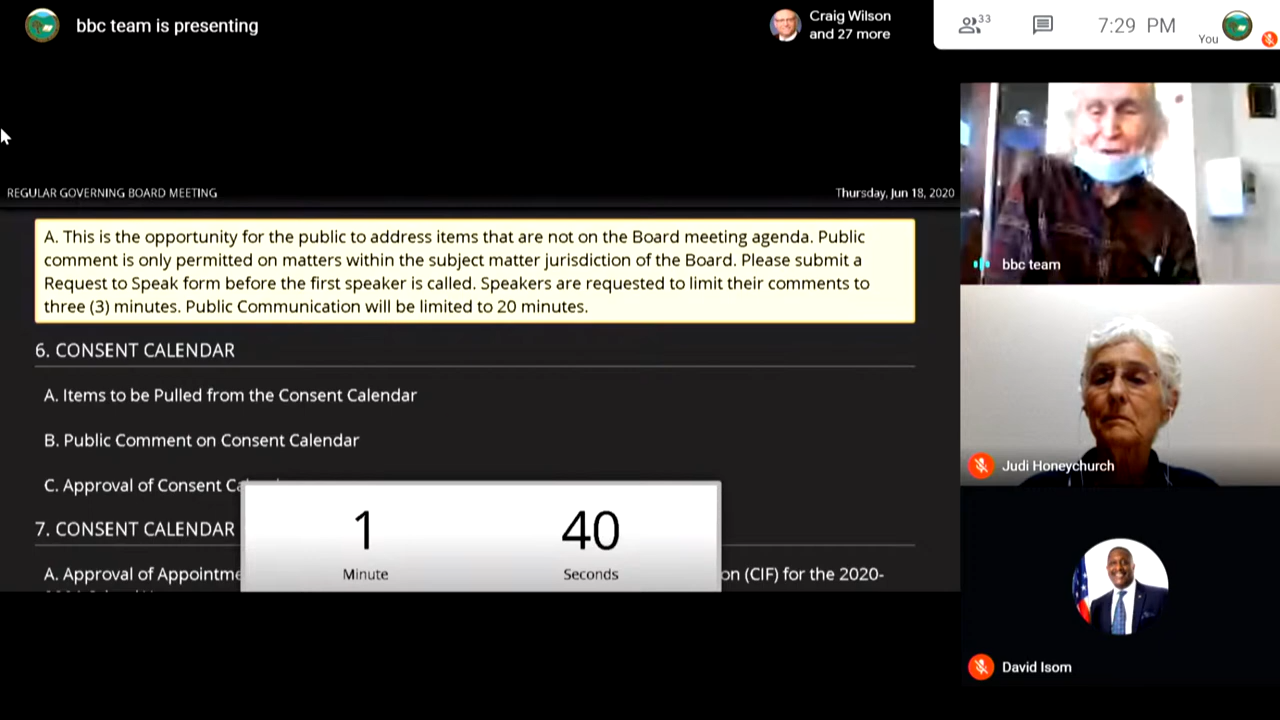 bbc team is presenting
Craig Wilson
and 27 more
33
7:29 PM
You
REGULAR GOVERNING BOARD MEETING
Thursday, Jun 18, 2020
A. This is the opportunity for the public to address items that are not on the Board meeting agenda. Public
comment is only permitted on matters within the subject matter jurisdiction of the Board. Please submit a
Request to Speak form before the first speaker is called. Speakers are requested to limit their comments to
three (3) minutes. Public Communication will be limited to 20 minutes.
6. CONSENT CALENDAR
A. Items to be Pulled from the Consent Calendar
B. Public Comment on Consent Calendar
C. Approval of Consent
7. CONSENT CALENDAR
A. Approval of
(CIF) for the 2020-
1 40
Minute Seconds
bbc team
Judi Honeychurch
David Isom